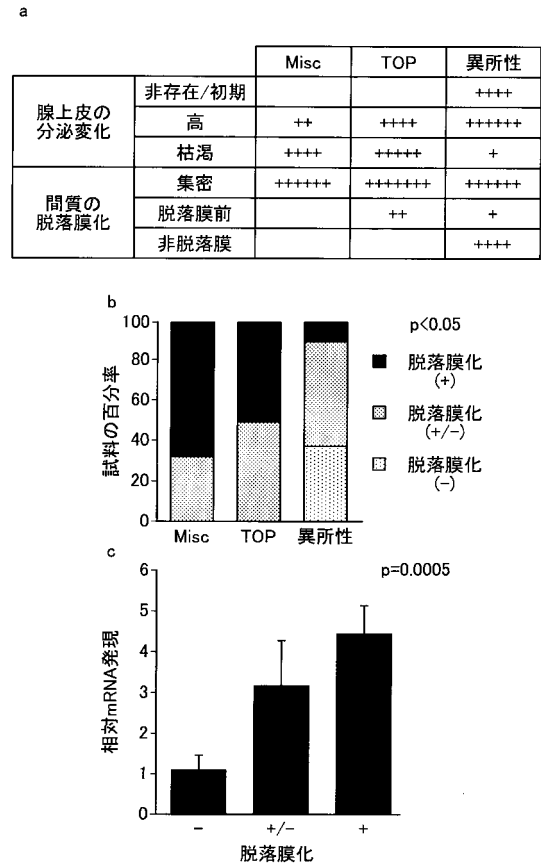 a
Misc TOP 異所性
腺上皮の
分泌変化
非存在/初期 ++++
高 ++ ++++ ++++++
枯渇 ++++ +++++ +
間質の
脱落膜化
集密 ++++++ +++++++ ++++++
脱落膜前 ++ +
非脱落膜 ++++
b
p<0.05
試料の百分率
100
80
60
40
20
0
Misc TOP 異所性
脱落膜化
(+)
脱落膜化
(+/-)
脱落膜化
(-)
c
p=0.0005
相対mRNA発現
6
5
4
3
2
1
0
- +/- +
脱落膜化